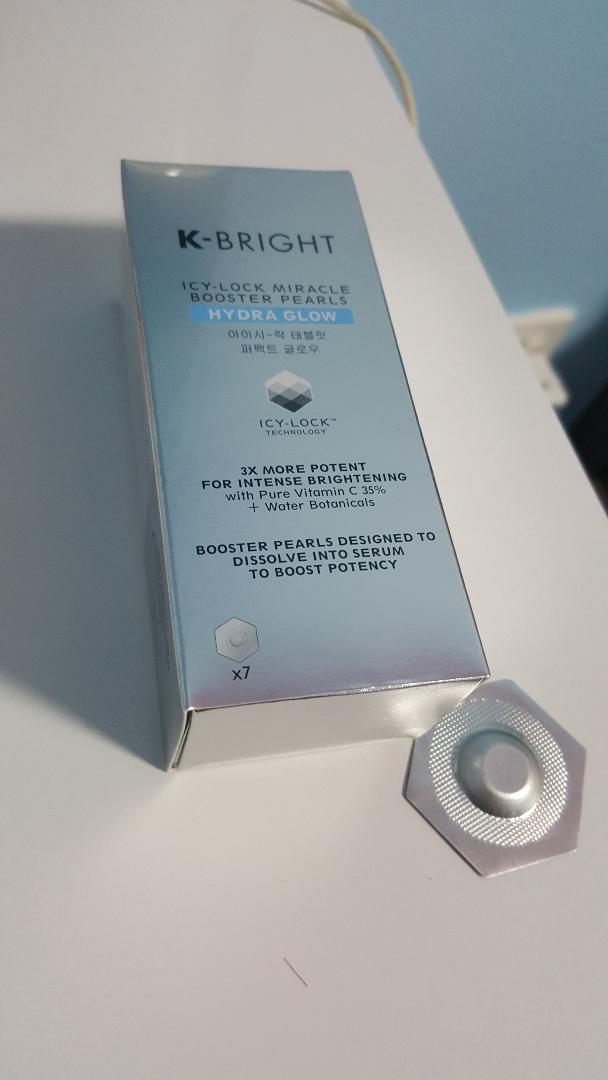 K-BRIGHT
ICY-LOCK MIRACLE
BOOSTER PEARLS
HYDRA GLOW
아이시-락 태블릿
퍼펙트 글로우
ICY-LOCK™
TECHNOLOGY
3X MORE POTENT
FOR INTENSE BRIGHTENING
with Pure Vitamin C 35%
+ Water Botanicals
BOOSTER PEARLS DESIGNED TO
DISSOLVE INTO SERUM
TO BOOST POTENCY
x7